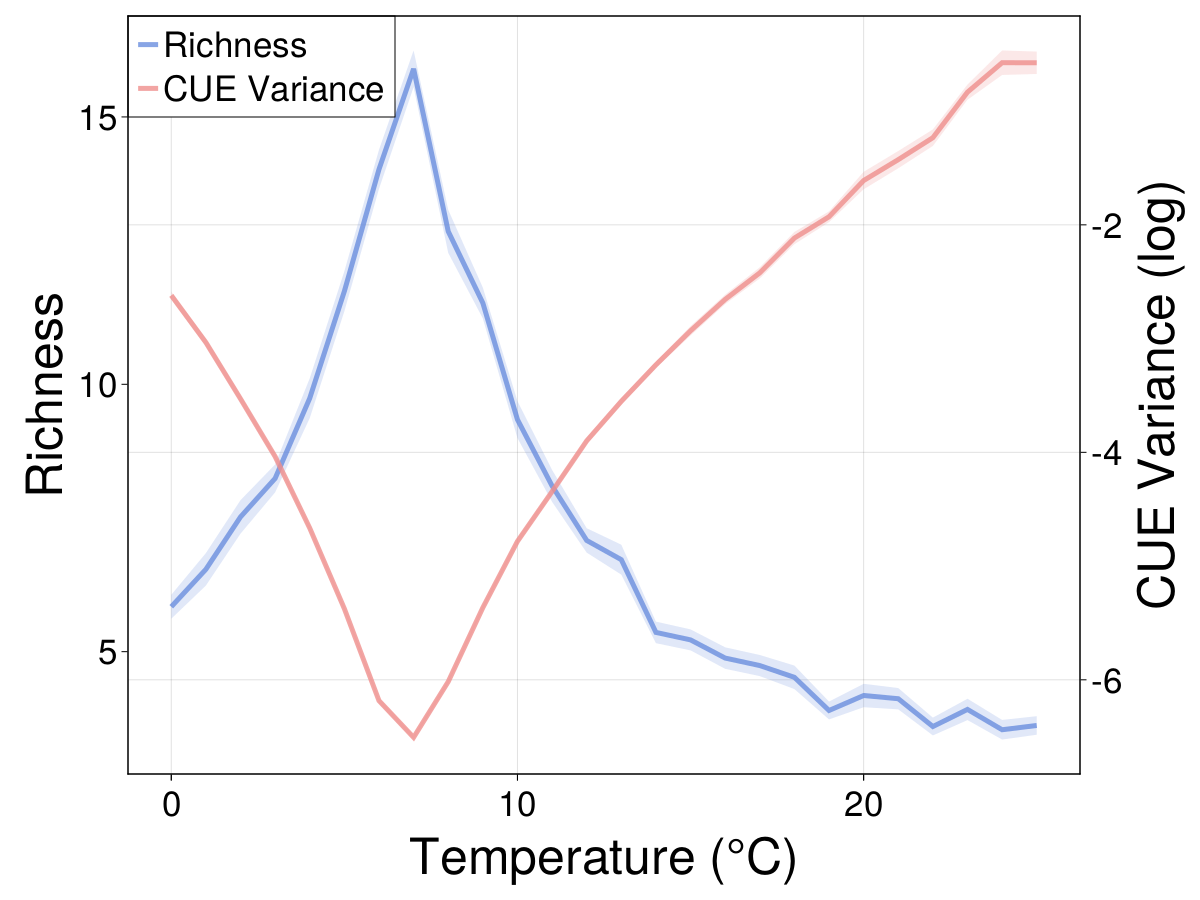 Richness
CUE Variance
15
10
5
Richness
-2
-4
-6
CUE Variance (log)
0 10 20
Temperature (°C)